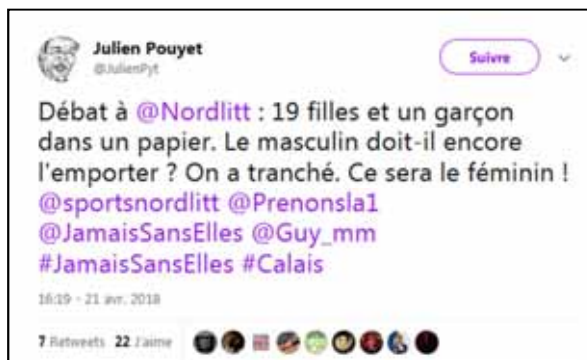 Julien Pouyet
@JulienPyt
Suivre
Débat à @Nordlitt : 19 filles et un garçon
dans un papier. Le masculin doit-il encore
l'emporter ? On a tranché. Ce sera le féminin !
@sportsnordlitt @Prenonsla1
@JamaisSansElles @Guy_mm
#JamaisSansElles #Calais
16:19 - 21 avr. 2018
7 Retweets 22 J'aime